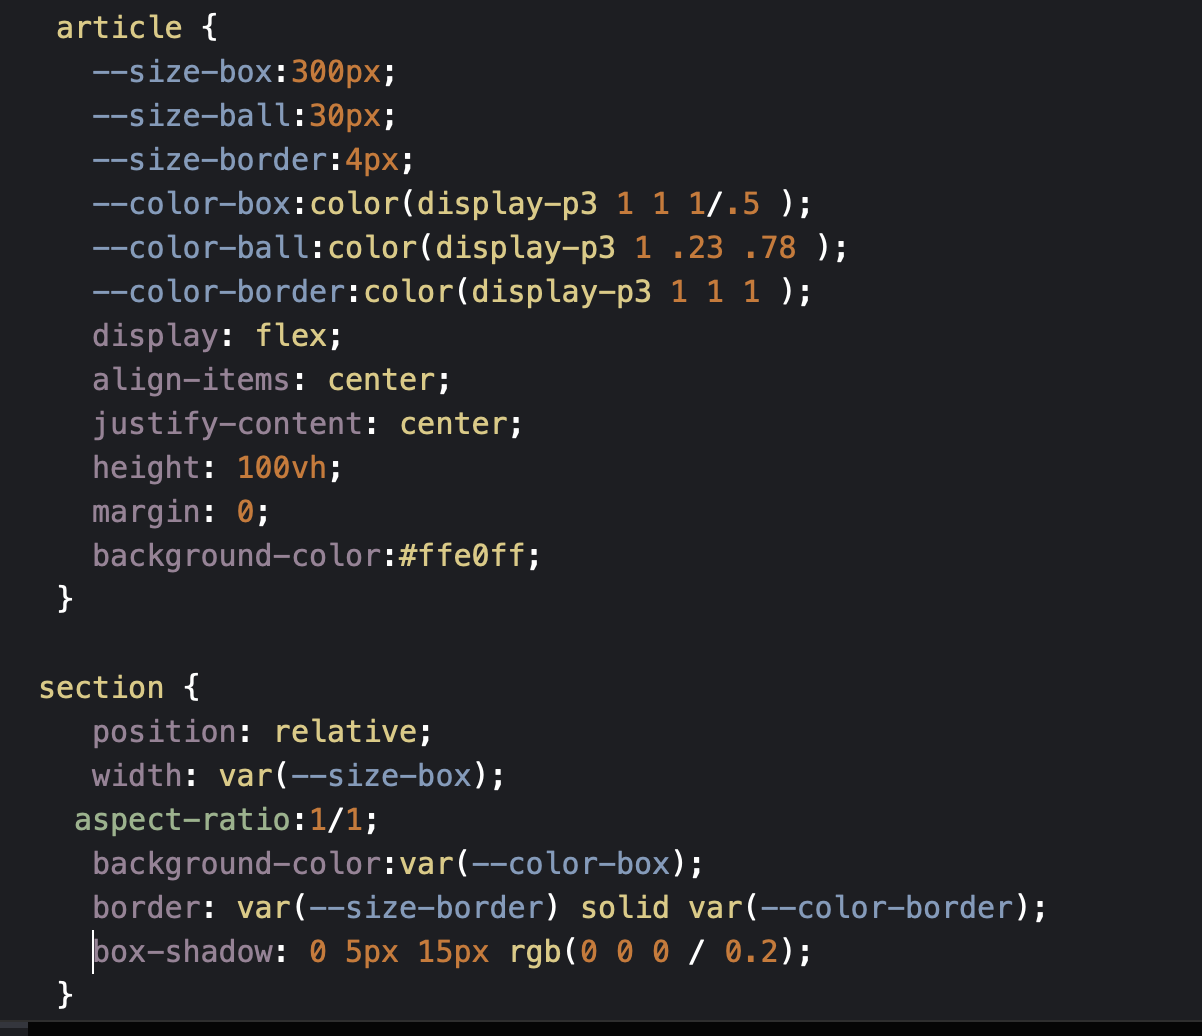 article {
--size-box:300px;
--size-ball:30px;
--size-border:4px;
--color-box:color(display-p3 1 1 1/.5 );
--color-ball:color(display-p3 1 .23 .78 );
--color-border:color(display-p3 1 1 1 );
display: flex;
align-items: center;
justify-content: center;
height: 100vh;
margin: 0;
background-color:#ffe0ff;
}
section {
position: relative;
width: var(--size-box);
aspect-ratio:1/1;
background-color:var(--color-box);
border: var(--size-border) solid var(--color-border);
box-shadow: 0 5px 15px rgb(0 0 0 / 0.2);
}